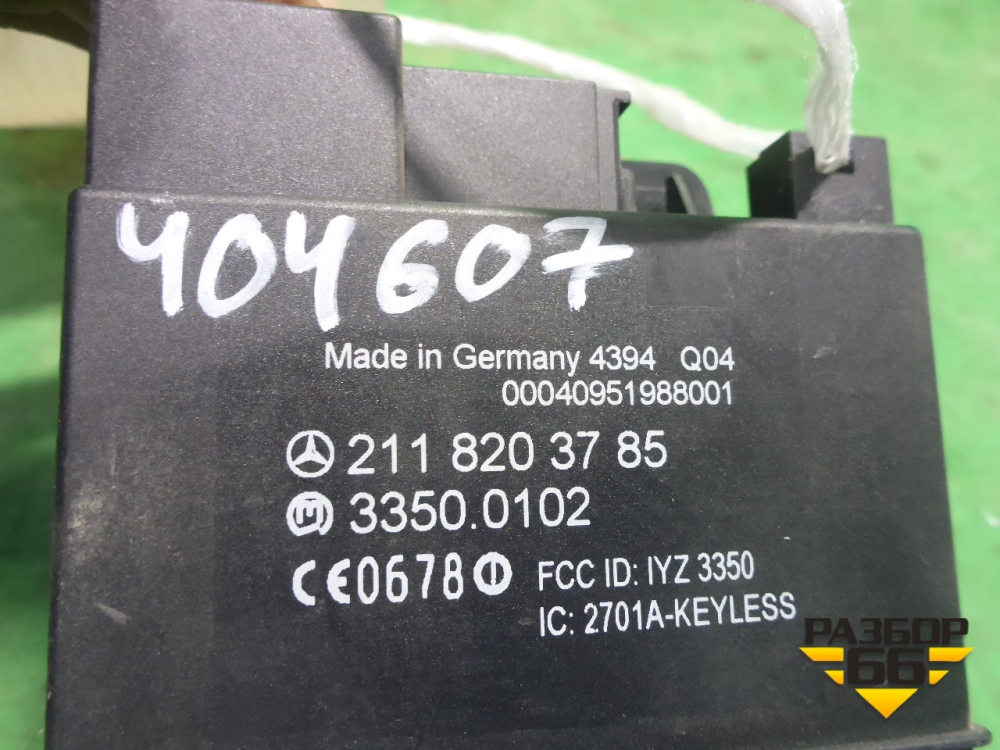 404607
Made in Germany 4394 Q04
00040951988001
211 820 37 85
3350.0102
CE0678
FCC ID: IYZ 3350
IC: 2701A-KEYLESS
РАЗБОР
66